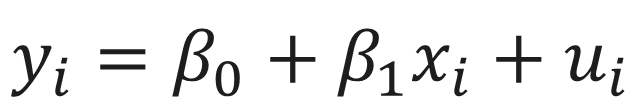 yᵢ = β₀ + β₁xᵢ + uᵢ